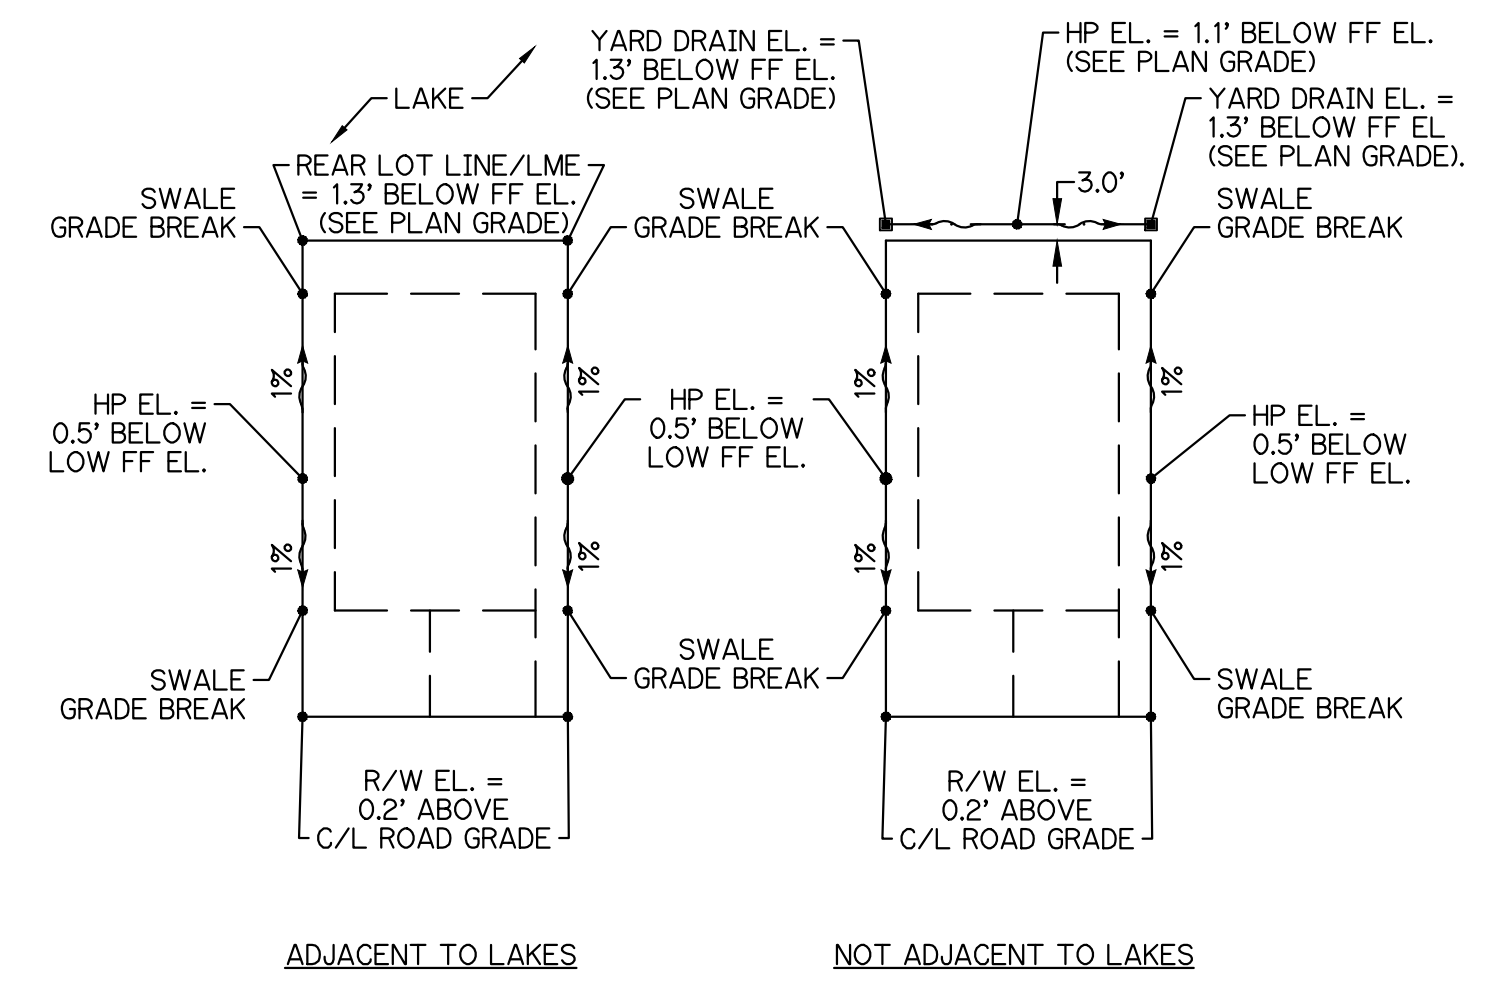 YARD DRAIN EL. =
1.3' BELOW FF EL.
(SEE PLAN GRADE)
HP EL. = 1.1' BELOW FF EL.
(SEE PLAN GRADE)
LAKE
YARD DRAIN EL. =
1.3' BELOW FF EL
(SEE PLAN GRADE).
REAR LOT LINE/LME
= 1.3' BELOW FF EL.
(SEE PLAN GRADE)
3.0'
SWALE
GRADE BREAK
SWALE
GRADE BREAK
SWALE
GRADE BREAK
1%
1%
1%
1%
HP EL. =
0.5' BELOW
LOW FF EL.
HP EL. =
0.5' BELOW
LOW FF EL.
HP EL. =
0.5' BELOW
LOW FF EL.
1%
1%
1%
1%
SWALE
GRADE BREAK
SWALE
GRADE BREAK
SWALE
GRADE BREAK
R/W EL. =
0.2' ABOVE
C/L ROAD GRADE
R/W EL. =
0.2' ABOVE
C/L ROAD GRADE
ADJACENT TO LAKES
NOT ADJACENT TO LAKES